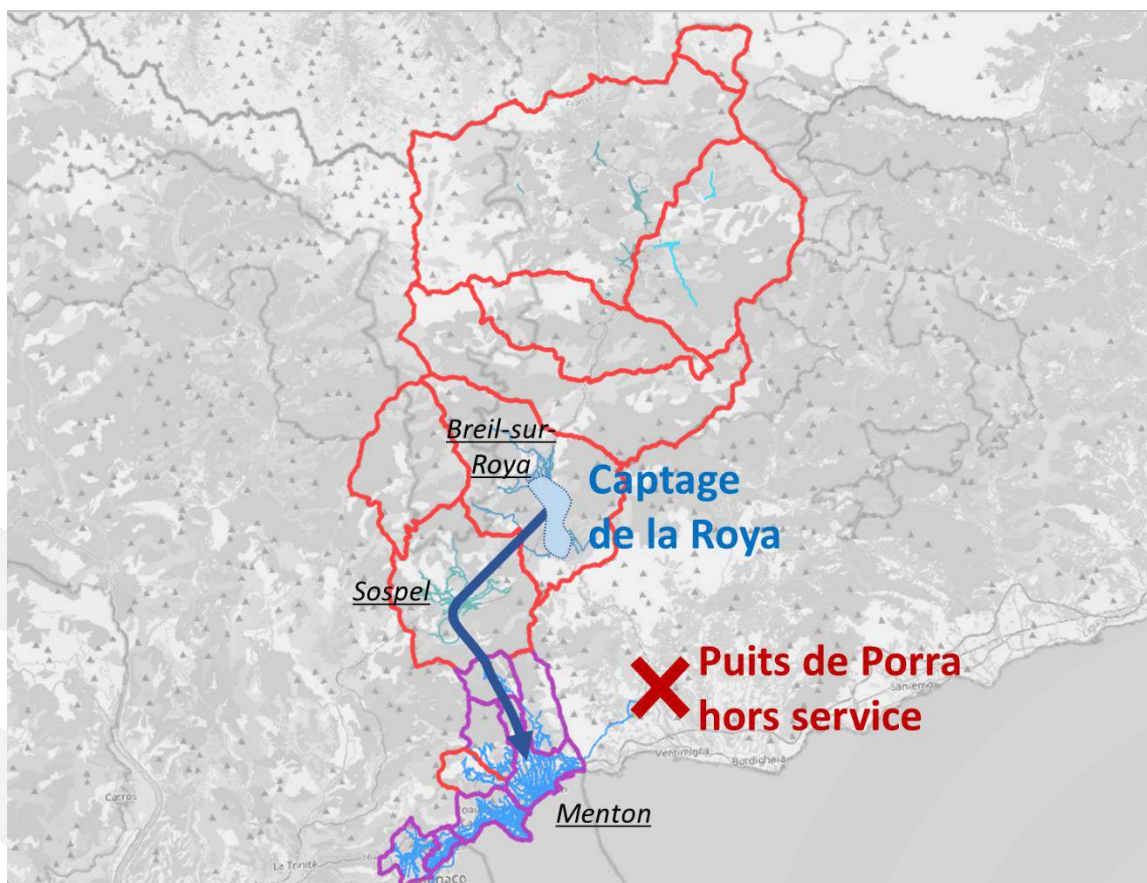 Breil-sur-
Roya
Captage
de la Roya
Sospel
Puits de Porra
hors service
Sanremo
Ventimiglia
Bordighera
Carros
Menton
La Trinité